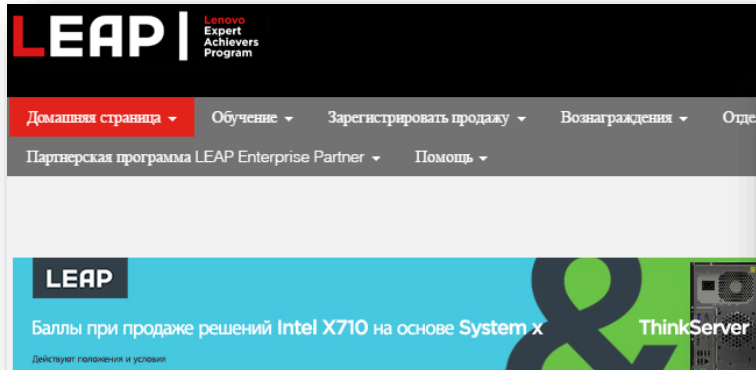 LEAP
Lenovo
Expert
Achievers
Program
Домашняя страница Обучение Зарегистрировать продажу Вознаграждения Отде
Партнерская программа LEAP Enterprise Partner Помощь
LEAP
&
Баллы при продаже решений Intel X710 на основе System x ThinkServer
Действуют положения и условия